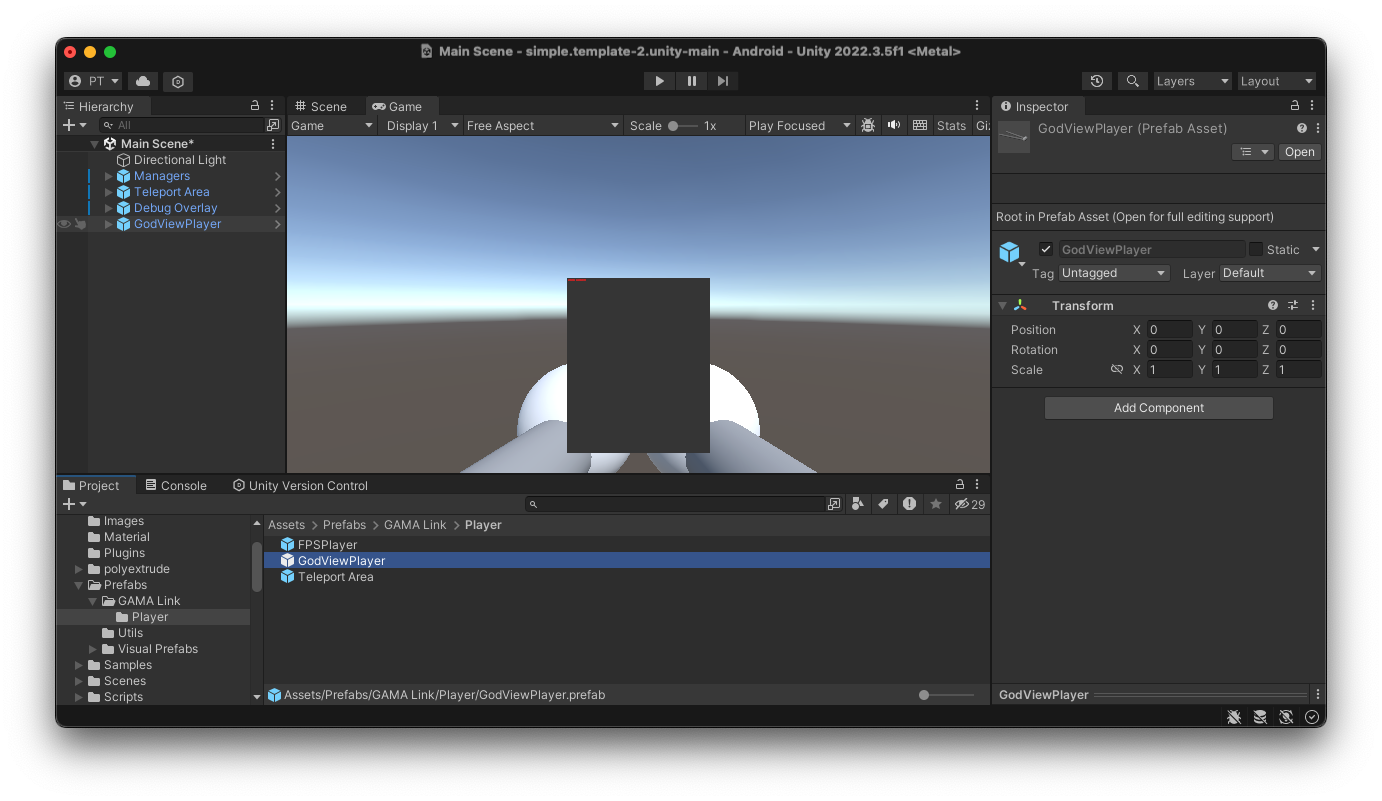 Main Scene - simple.template-2.unity-main - Android - Unity 2022.3.5f1 <Metal>
PT
Layers
Layout
Hierarchy
All
Main Scene*
Directional Light
Managers
Teleport Area
Debug Overlay
GodViewPlayer
Scene
Game
Game
Display 1
Free Aspect
Scale
1x
Play Focused
Stats
Giz
Inspector
GodViewPlayer (Prefab Asset)
Open
Root in Prefab Asset (Open for full editing support)
GodViewPlayer
Static
Tag
Untagged
Layer
Default
Transform
Position X 0 Y 0 Z 0
Rotation X 0 Y 0 Z 0
Scale X 1 Y 1 Z 1
Add Component
Project
Console
Unity Version Control
29
Images
Material
Plugins
polyextrude
Prefabs
GAMA Link
Player
Utils
Visual Prefabs
Samples
Scenes
Scripts
Assets > Prefabs > GAMA Link > Player
FPSPlayer
GodViewPlayer
Teleport Area
Assets/Prefabs/GAMA Link/Player/GodViewPlayer.prefab
GodViewPlayer